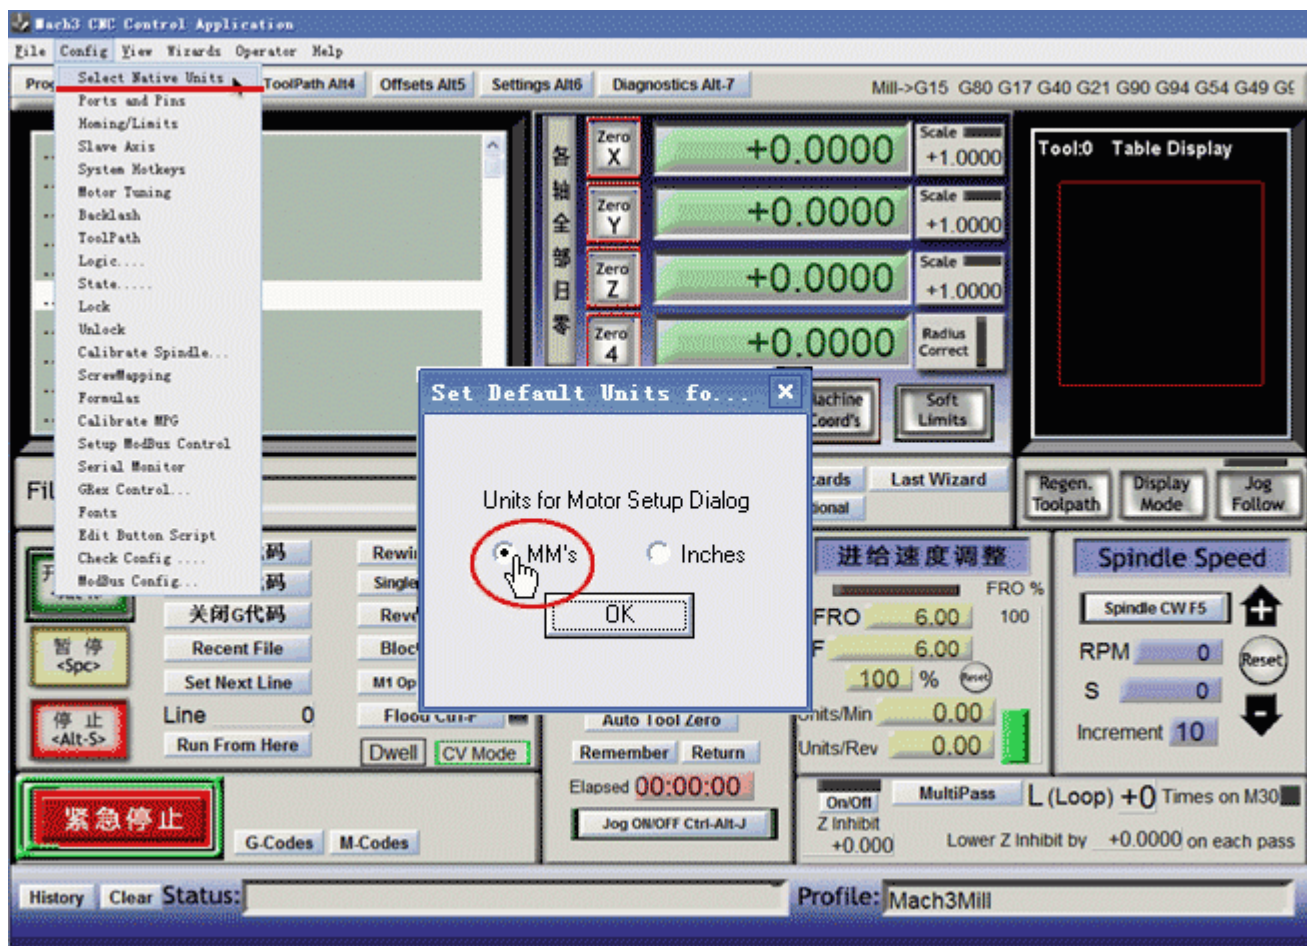 Mach3 CNC Control Application
File Config View Wizards Operator Help
Select Native Units
Ports and Pins
Homing/Limits
Slave Axis
System Hotkeys
Motor Tuning
Backlash
ToolPath
Logic....
State.....
Lock
Unlock
Calibrate Spindle...
ScrewMapping
Formulas
Calibrate MPG
Setup ModBus Control
Serial Monitor
GRex Control...
Fonts
Edit Button Script
Check Config ....
ModBus Config...
ToolPath Alt4 Offsets Alt5 Settings Alt6 Diagnostics Alt-7
Mill->G15 G80 G17 G40 G21 G90 G94 G54 G49
各轴全部归零
Zero X +0.0000 Scale +1.0000
Zero Y +0.0000 Scale +1.0000
Zero Z +0.0000 Scale +1.0000
Zero 4 +0.0000 Radius Correct
Soft Limits
Tool:0 Table Display
Set Default Units fo...
Units for Motor Setup Dialog
MM's Inches
OK
Last Wizard
Regen. Toolpath
Display Mode
Jog Follow
关闭G代码
Recent File
Set Next Line
Line 0
Run From Here
暂 停
<Spc>
停 止
<Alt-S>
Dwell CV Mode
Auto Tool Zero
Remember Return
Elapsed 00:00:00
Jog ON/OFF Ctrl-Alt-J
进给速度调整
FRO %
FRO 6.00 100
F 6.00
100 % Reset
Units/Min 0.00
Units/Rev 0.00
Spindle Speed
Spindle CW F5
RPM 0
Reset
S 0
Increment 10
紧急停止
G-Codes M-Codes
On/Off
Z Inhibit
+0.000
MultiPass L (Loop) +0 Times on M30
Lower Z Inhibit by +0.0000 on each pass
History Clear Status:
Profile: Mach3Mill